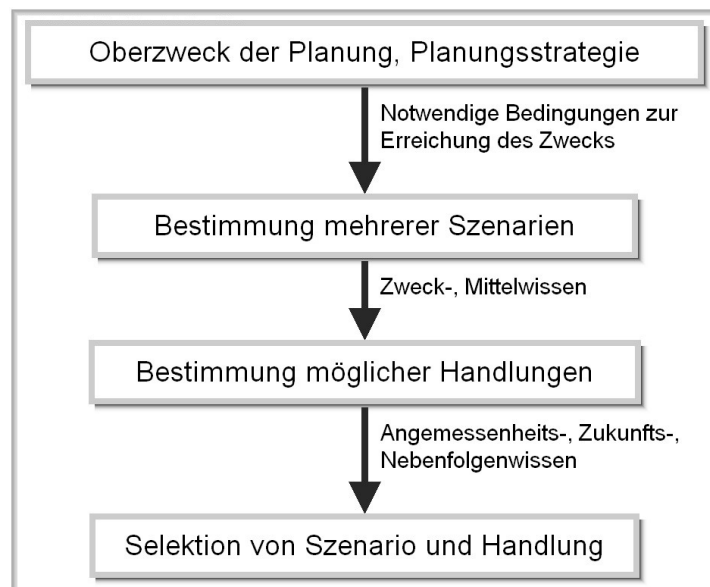 Oberzweck der Planung, Planungsstrategie
Notwendige Bedingungen zur
Erreichung des Zwecks
Bestimmung mehrerer Szenarien
Zweck-, Mittelwissen
Bestimmung möglicher Handlungen
Angemessenheits-, Zukunfts-,
Nebenfolgenwissen
Selektion von Szenario und Handlung